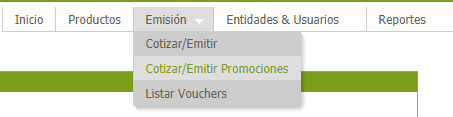 Inicio Productos Emisión Entidades & Usuarios Reportes
Cotizar/Emitir
Cotizar/Emitir Promociones
Listar Vouchers